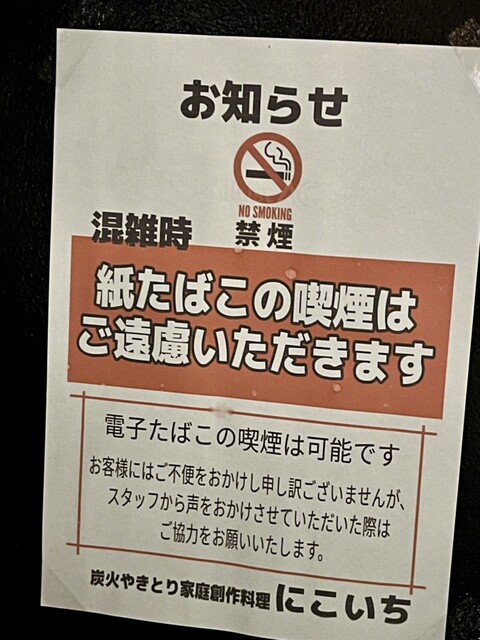 お知らせ
NO SMOKING
禁煙
混雑時
紙たばこの喫煙は
ご遠慮いただきます
電子たばこの喫煙は可能です
お客様にはご不便をおかけし申し訳ございませんが、
スタッフから声をおかけさせていただいた際は
ご協力をお願いいたします。
炭火やきとり家庭創作料理 にこいち